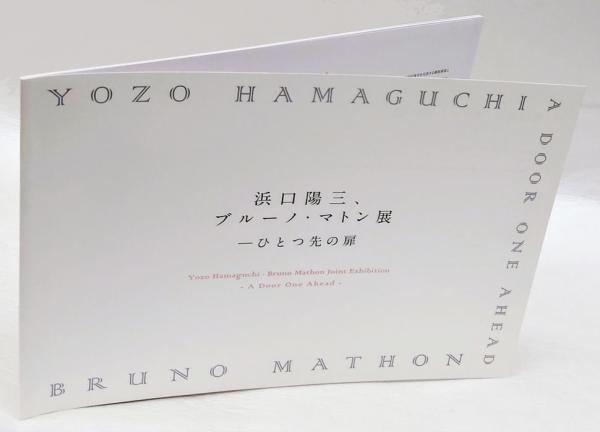 YOZO HAMAGUCHI
A DOOR ONE AHEAD
浜口陽三、
ブルーノ・マトン展
―ひとつ先の扉
Yozo Hamaguchi - Bruno Mathon Joint Exhibition
- A Door One Ahead -
BRUNO MATHON